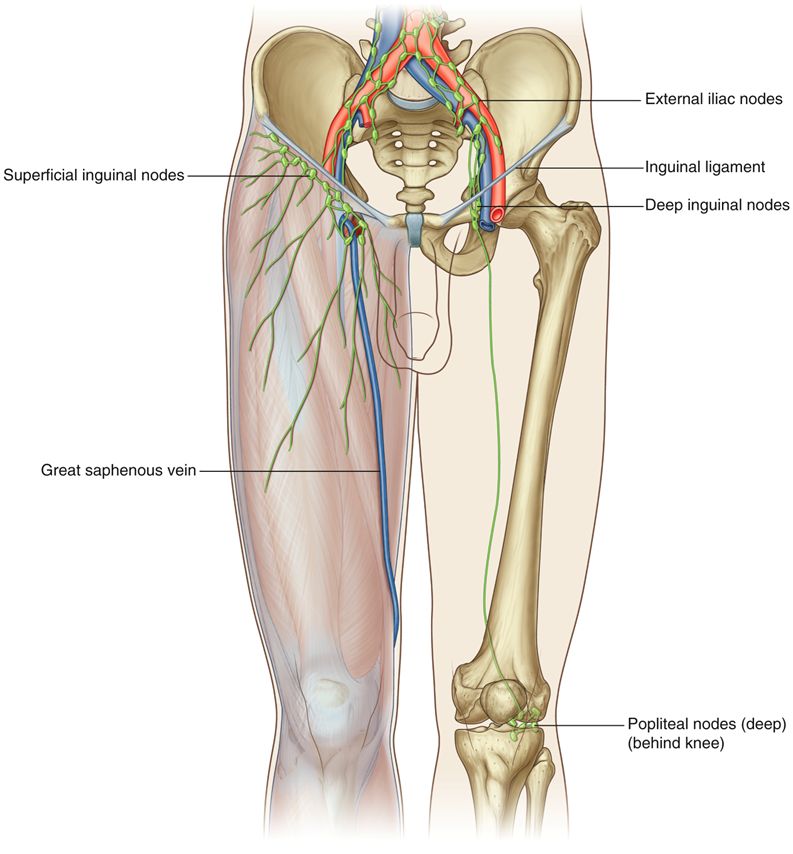 External iliac nodes
Inguinal ligament
Superficial inguinal nodes
Deep inguinal nodes
Great saphenous vein
Popliteal nodes (deep)
(behind knee)